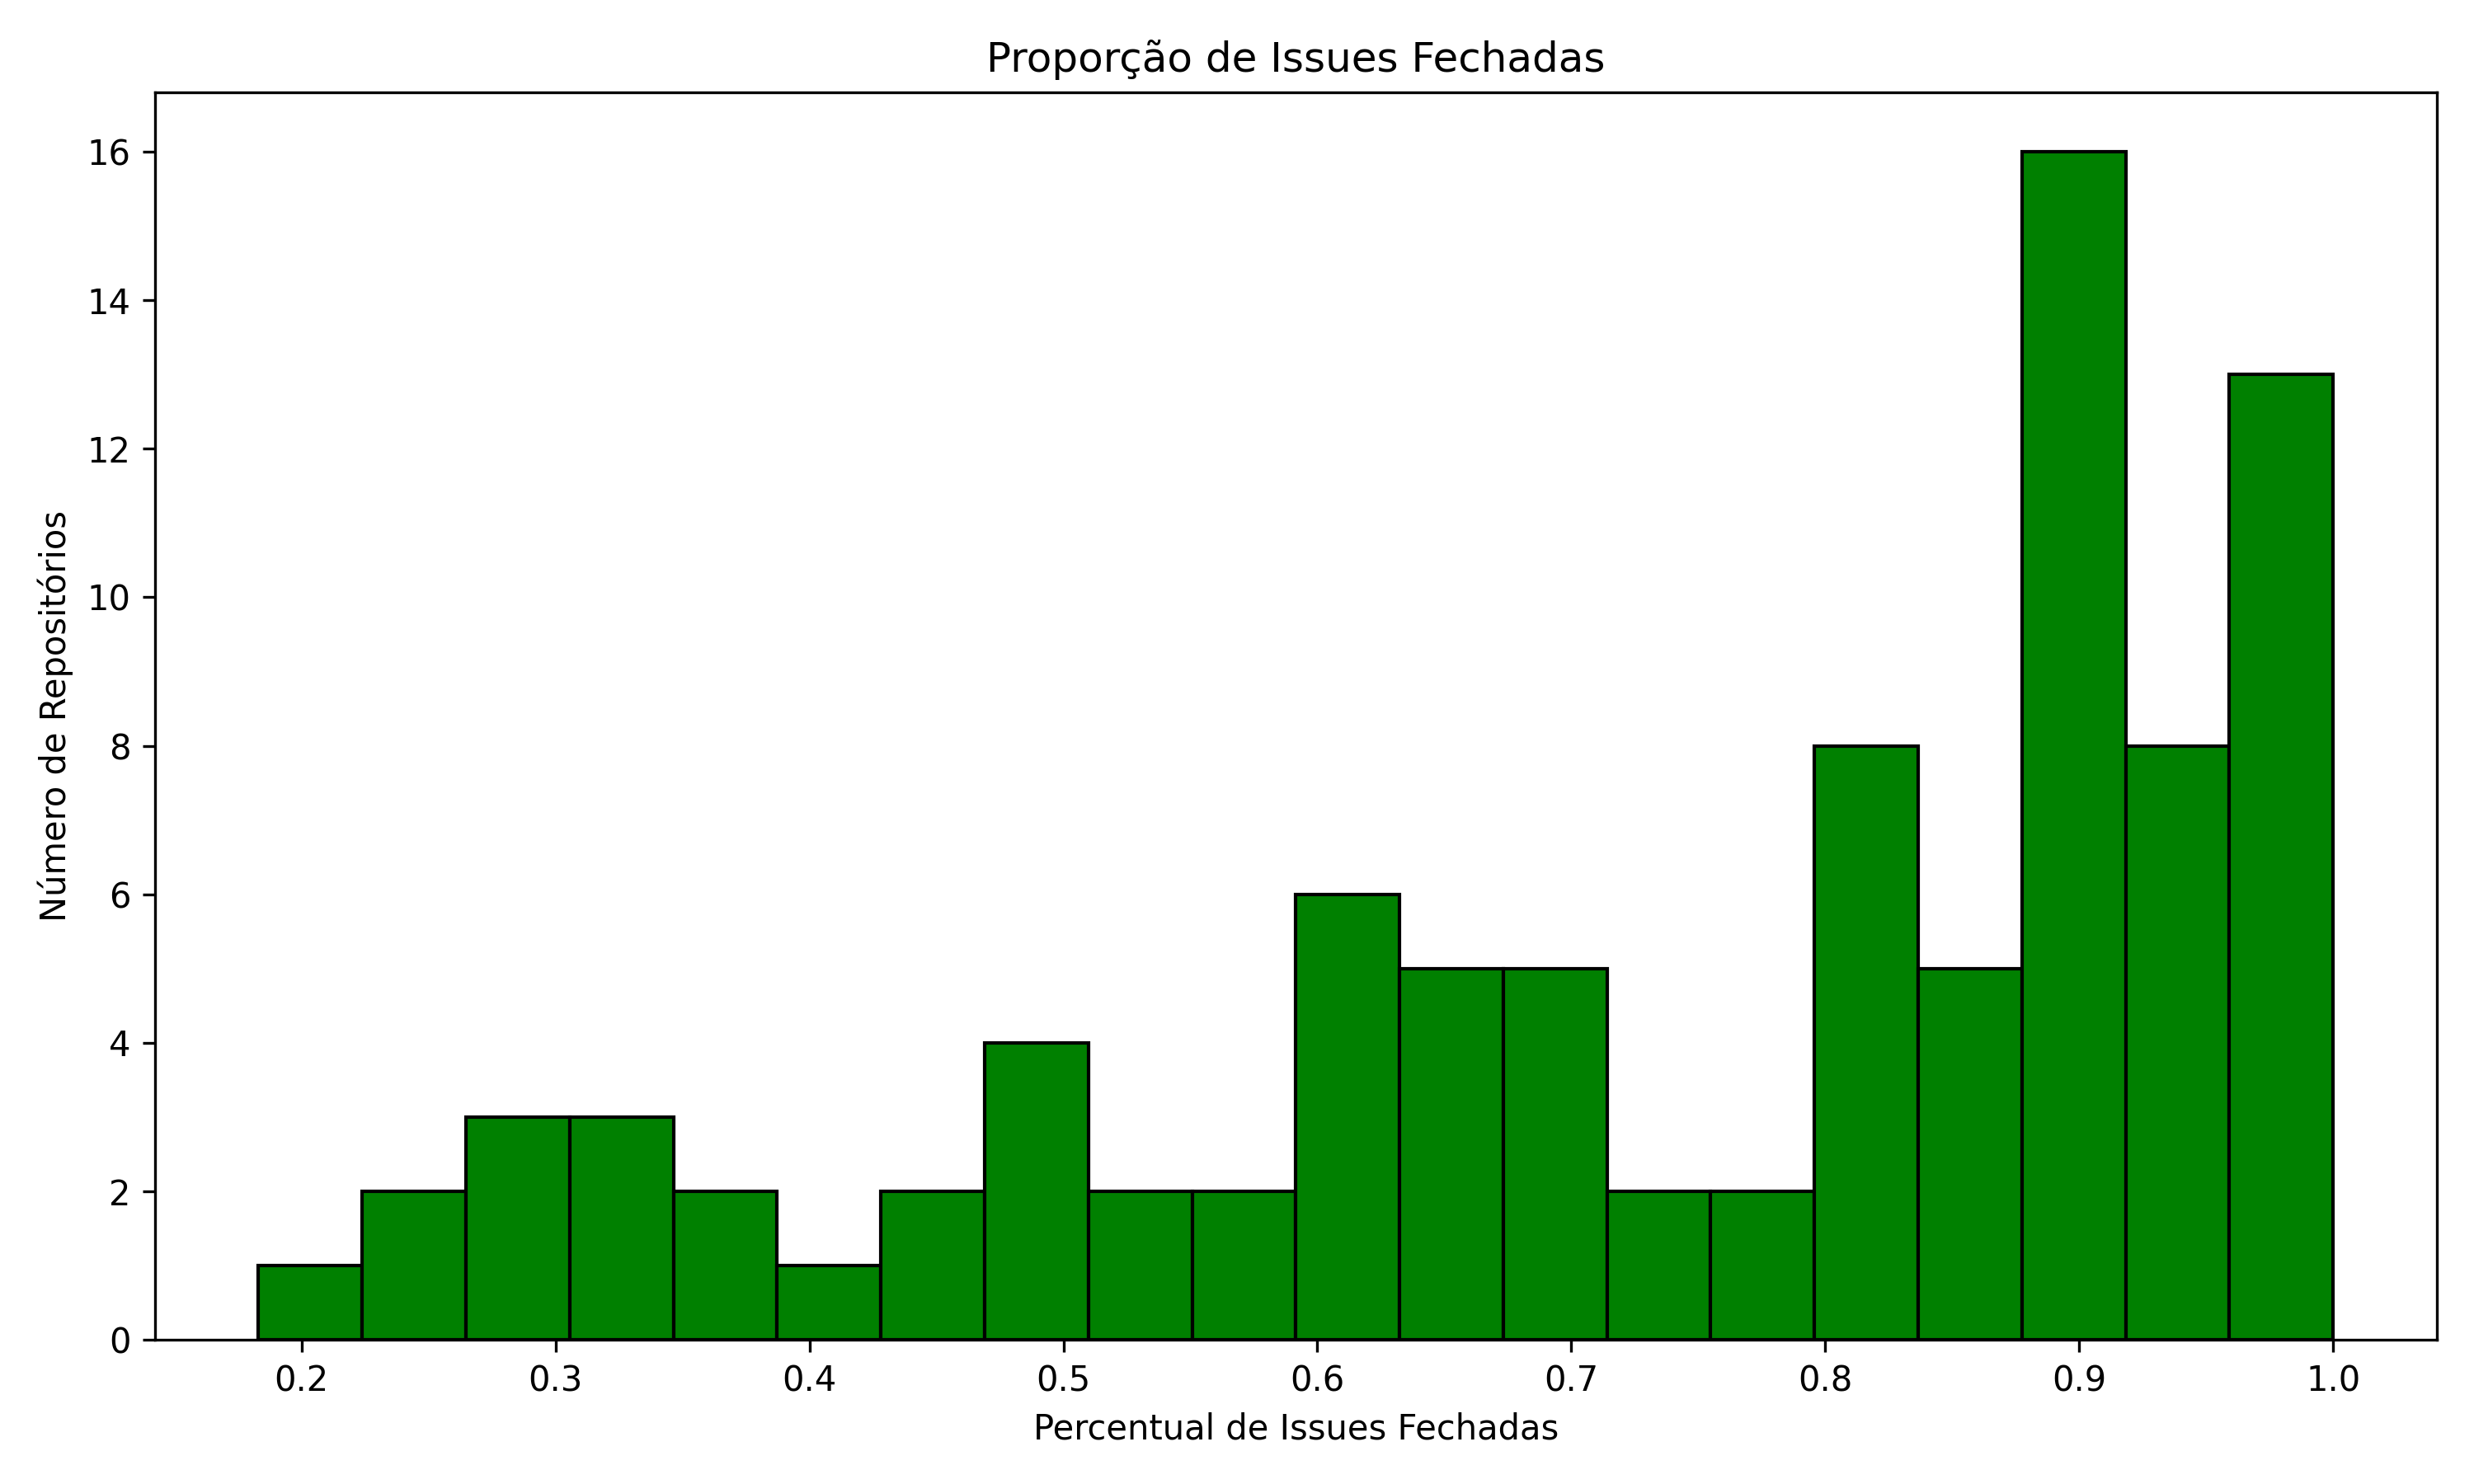 Proporção de Issues Fechadas
Número de Repositórios
16
14
12
10
8
6
4
2
0
0.2 0.3 0.4 0.5 0.6 0.7 0.8 0.9 1.0
Percentual de Issues Fechadas